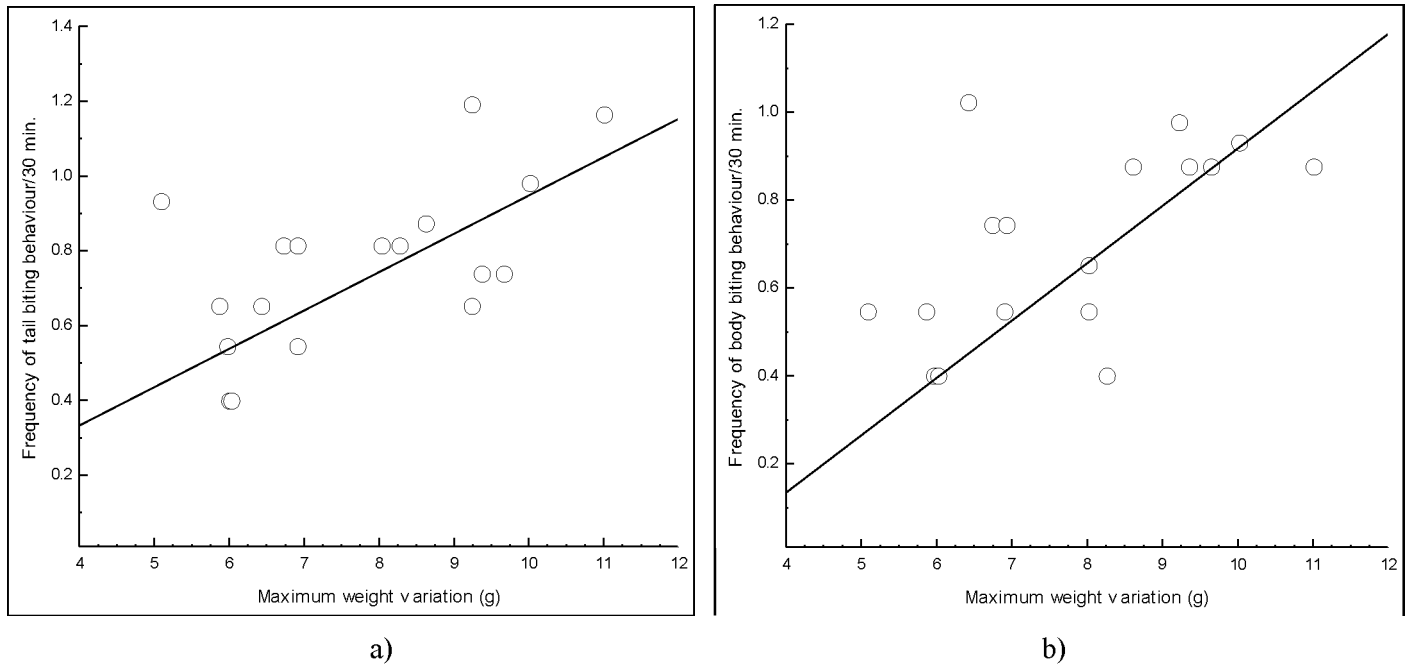 1.4
1.2
1.0
0.8
0.6
0.4
0.2
Frequency of tail biting behaviour/30 min.
4 5 6 7 8 9 10 11 12
Maximum weight variation (g)
a)
1.2
1.0
0.8
0.6
0.4
0.2
Frequency of body biting behaviour/30 min.
4 5 6 7 8 9 10 11 12
Maximum weight variation (g)
b)